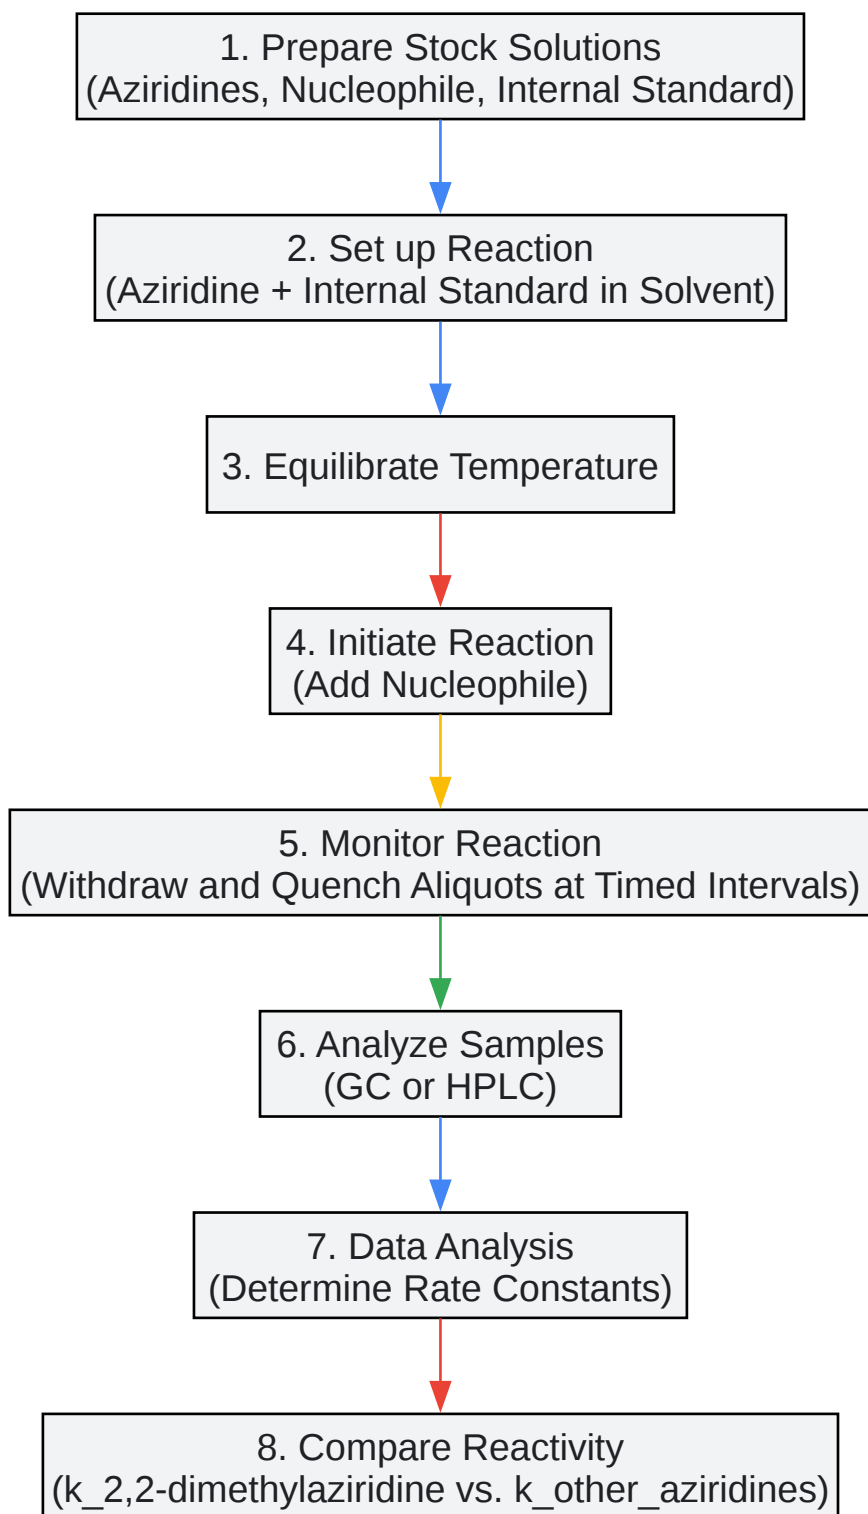 1. Prepare Stock Solutions
(Aziridines, Nucleophile, Internal Standard)
2. Set up Reaction
(Aziridine + Internal Standard in Solvent)
3. Equilibrate Temperature
4. Initiate Reaction
(Add Nucleophile)
5. Monitor Reaction
(Withdraw and Quench Aliquots at Timed Intervals)
6. Analyze Samples
(GC or HPLC)
7. Data Analysis
(Determine Rate Constants)
8. Compare Reactivity
(k_2,2-dimethylaziridine vs. k_other_aziridines)